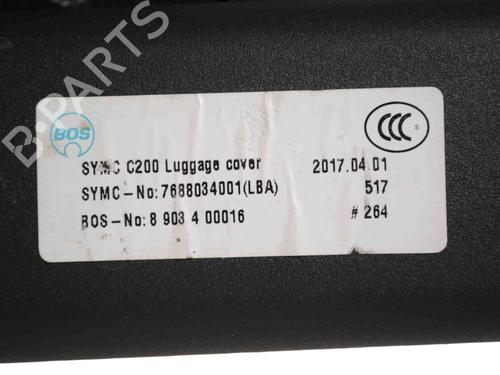 BOS
CCC
SYMC C200 Luggage cover 2017.04.01
SYMC-No:7688034001(LBA) 517
BOS-No:8 903 4 00016 # 264
B-PARTS